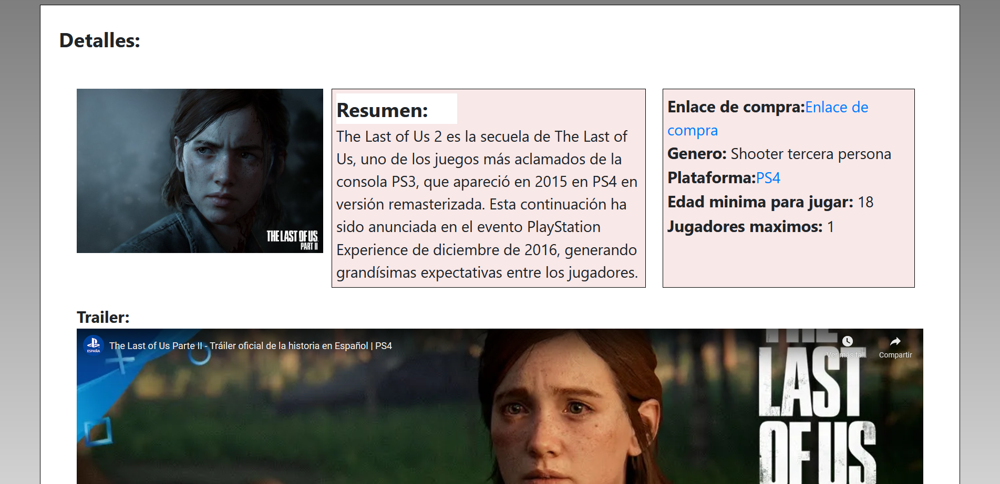 Detalles:
THE LAST OF US
PART II
Resumen:
The Last of Us 2 es la secuela de The Last of
Us, uno de los juegos más aclamados de la
consola PS3, que apareció en 2015 en PS4 en
versión remasterizada. Esta continuación ha
sido anunciada en el evento PlayStation
Experience de diciembre de 2016, generando
grandísimas expectativas entre los jugadores.
Enlace de compra:Enlace de
compra
Genero: Shooter tercera persona
Plataforma:PS4
Edad minima para jugar: 18
Jugadores maximos: 1
Trailer:
ESPAÑA
The Last of Us Parte II - Tráiler oficial de la historia en Español | PS4
Ver más ta...
Compartir
THE
LAST
OF US